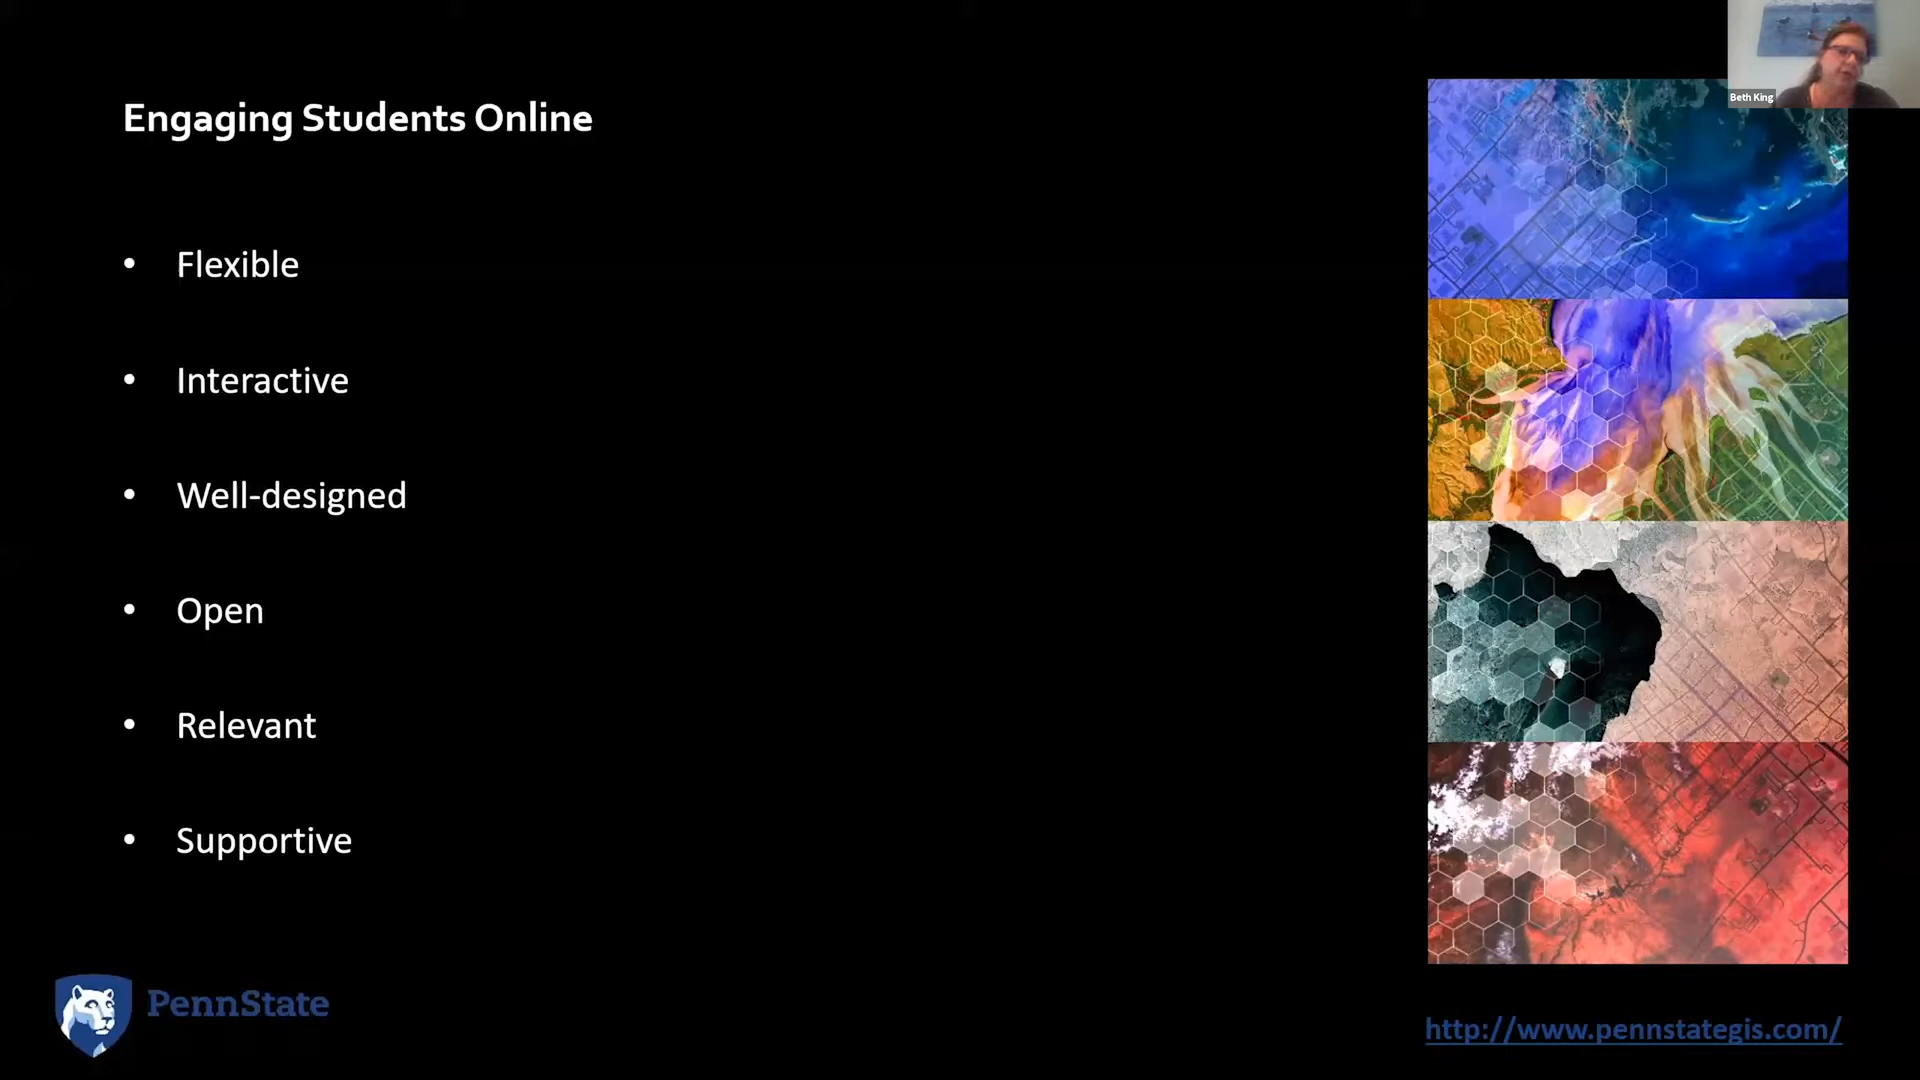 Beth King
Engaging Students Online
• Flexible
• Interactive
• Well-designed
• Open
• Relevant
• Supportive
PennState
http://www.pennstategis.com/